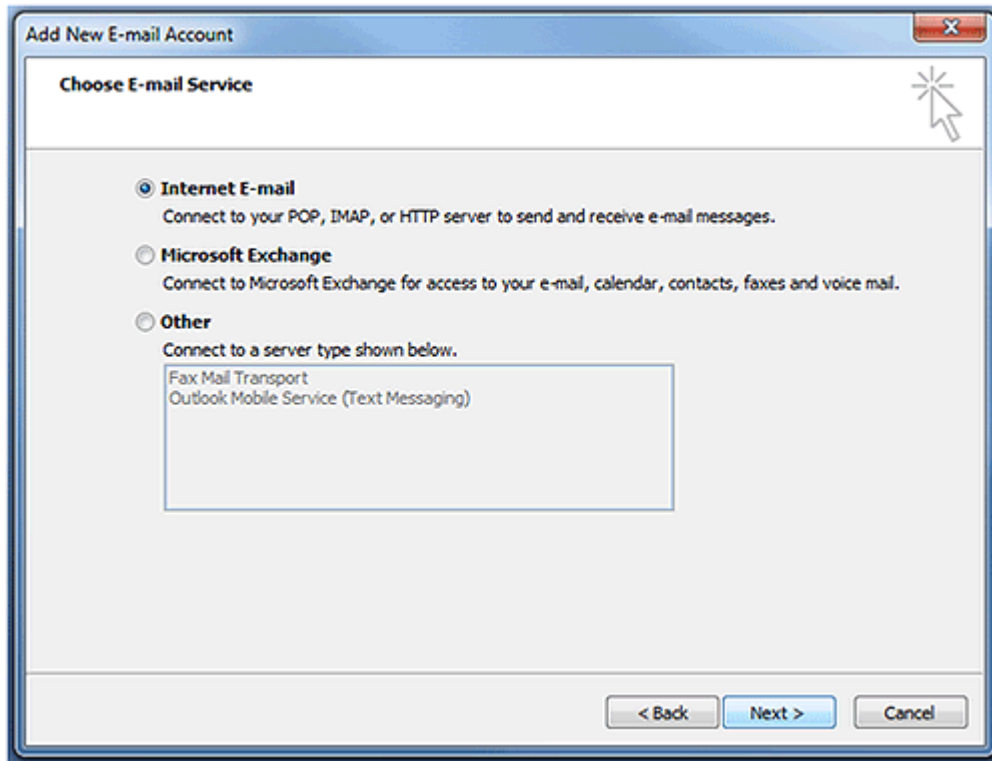 Add New E-mail Account
Choose E-mail Service
Internet E-mail
Connect to your POP, IMAP, or HTTP server to send and receive e-mail messages.
Microsoft Exchange
Connect to Microsoft Exchange for access to your e-mail, calendar, contacts, faxes and voice mail.
Other
Connect to a server type shown below.
Fax Mail Transport
Outlook Mobile Service (Text Messaging)
< Back Next > Cancel